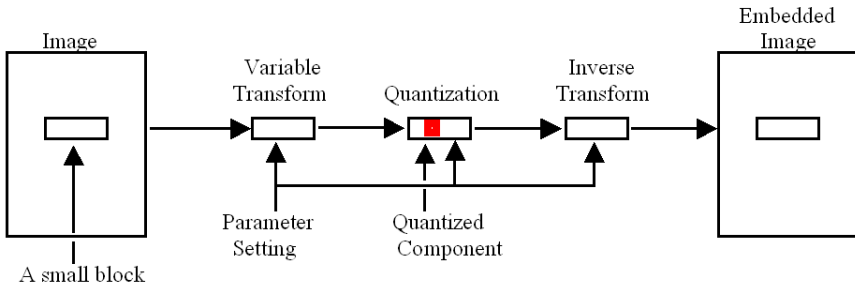 Image
Variable
Transform
Quantization
Inverse
Transform
Embedded
Image
Parameter
Setting
Quantized
Component
A small block